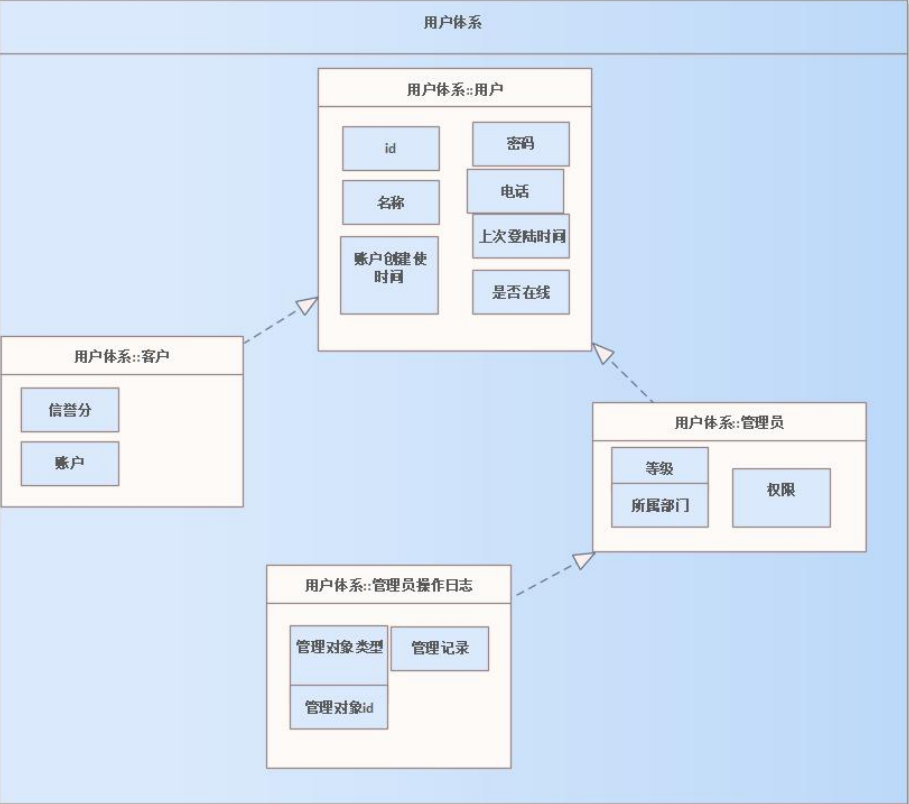 用户体系
用户体系::用户
id
密码
名称
电话
账户创建使
时间
上次登陆时间
是否在线
用户体系::客户
信誉分
账户
用户体系::管理员
等级
所属部门
权限
用户体系::管理员操作日志
管理对象类型
管理记录
管理对象id